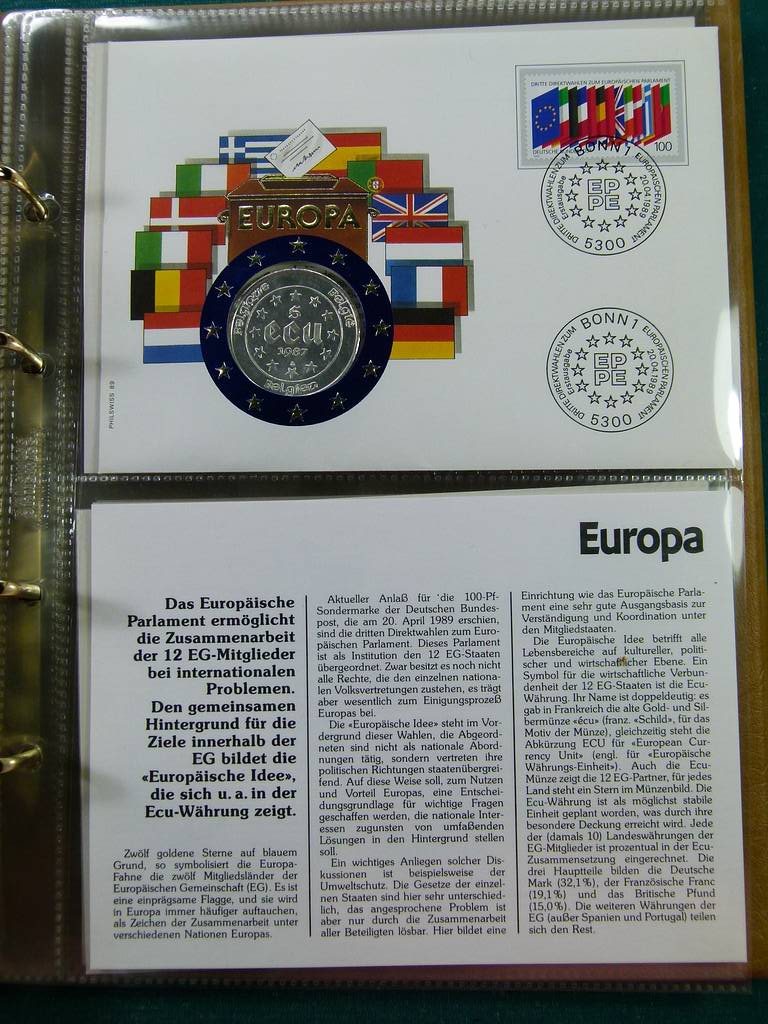 DRITTE DIREKTWAHLEN ZUM EUROPÄISCHEN PARLAMENT
100
DRITTE DIREKTWAHLEN ZUM EUROPÄISCHEN PARLAMENT
BONN 1
Erstausgabe
20.04.1989
EP
PE
5300
EUROPA
Belgique
België
5
ecu
1987
Belgien
DRITTE DIREKTWAHLEN ZUM EUROPÄISCHEN PARLAMENT
BONN 1
Erstausgabe
20.04.1989
EP
PE
5300
PHILSWISS 89
Europa
Das Europäische
Parlament ermöglicht
die Zusammenarbeit
der 12 EG-Mitglieder
bei internationalen
Problemen.
Den gemeinsamen
Hintergrund für die
Ziele innerhalb der
EG bildet die
«Europäische Idee»,
die sich u. a. in der
Ecu-Währung zeigt.
Zwölf goldene Sterne auf blauem
Grund, so symbolisiert die Europa-
Fahne die zwölf Mitgliedsländer der
Europäischen Gemeinschaft (EG). Es ist
eine einprägsame Flagge, und sie wird
in Europa immer häufiger auftauchen,
als Zeichen der Zusammenarbeit unter
verschiedenen Nationen Europas.
Aktueller Anlaß für die 100-Pf-
Sondermarke der Deutschen Bundes-
post, die am 20. April 1989 erschien,
sind die dritten Direktwahlen zum Euro-
päischen Parlament. Dieses Parlament
ist als Institution den 12 EG-Staaten
übergeordnet. Zwar besitzt es noch nicht
alle Rechte, die den einzelnen nationa-
len Volksvertretungen zustehen, es trägt
aber wesentlich zum Einigungsprozeß
Europas bei.
Die «Europäische Idee» steht im Vor-
dergrund dieser Wahlen, die Abgeord-
neten sind nicht als nationale Abord-
nungen tätig, sondern vertreten ihre
politischen Richtungen staatenübergrei-
fend. Auf diese Weise soll, zum Nutzen
und Vorteil Europas, eine Entschei-
dungsgrundlage für wichtige Fragen
geschaffen werden, die nationale Inter-
essen zugunsten von umfaßenden
Lösungen in den Hintergrund stellen
soll.
Ein wichtiges Anliegen solcher Dis-
kussionen ist beispielsweise der
Umweltschutz. Die Gesetze der einzel-
nen Staaten sind hier sehr unterschied-
lich, das angesprochene Problem ist
aber nur durch die Zusammenarbeit
aller Beteiligten lösbar. Hier bildet eine
Einrichtung wie das Europäische Parla-
ment eine sehr gute Ausgangsbasis zur
Verständigung und Koordination unter
den Mitgliedstaaten.
Die Europäische Idee betrifft alle
Lebensbereiche auf kultureller, politi-
scher und wirtschaftlicher Ebene. Ein
Symbol für die wirtschaftliche Verbun-
denheit der 12 EG-Staaten ist die Ecu-
Währung. Ihr Name ist doppeldeutig: es
gab in Frankreich die alte Gold- und Sil-
bermünze «écu» (franz. «Schild», für das
Motiv der Münze), gleichzeitig steht die
Abkürzung ECU für «European Cur-
rency Unit» (engl. für «Europäische
Währungs-Einheit»). Auch die Ecu-
Münze zeigt die 12 EG-Partner, für jedes
Land steht ein Stern im Münzenbild. Die
Ecu-Währung ist als möglichst stabile
Einheit geplant worden, was durch ihre
besondere Deckung erreicht wird. Jede
der (damals 10) Landeswährungen der
EG-Mitglieder ist prozentual in der Ecu-
Zusammensetzung eingerechnet. Die
drei Hauptteile bilden die Deutsche
Mark (32,1%), der Französische Franc
(19,1%) und das Britische Pfund
(15,0%). Die weiteren Währungen der
EG (außer Spanien und Portugal) teilen
sich den Rest.